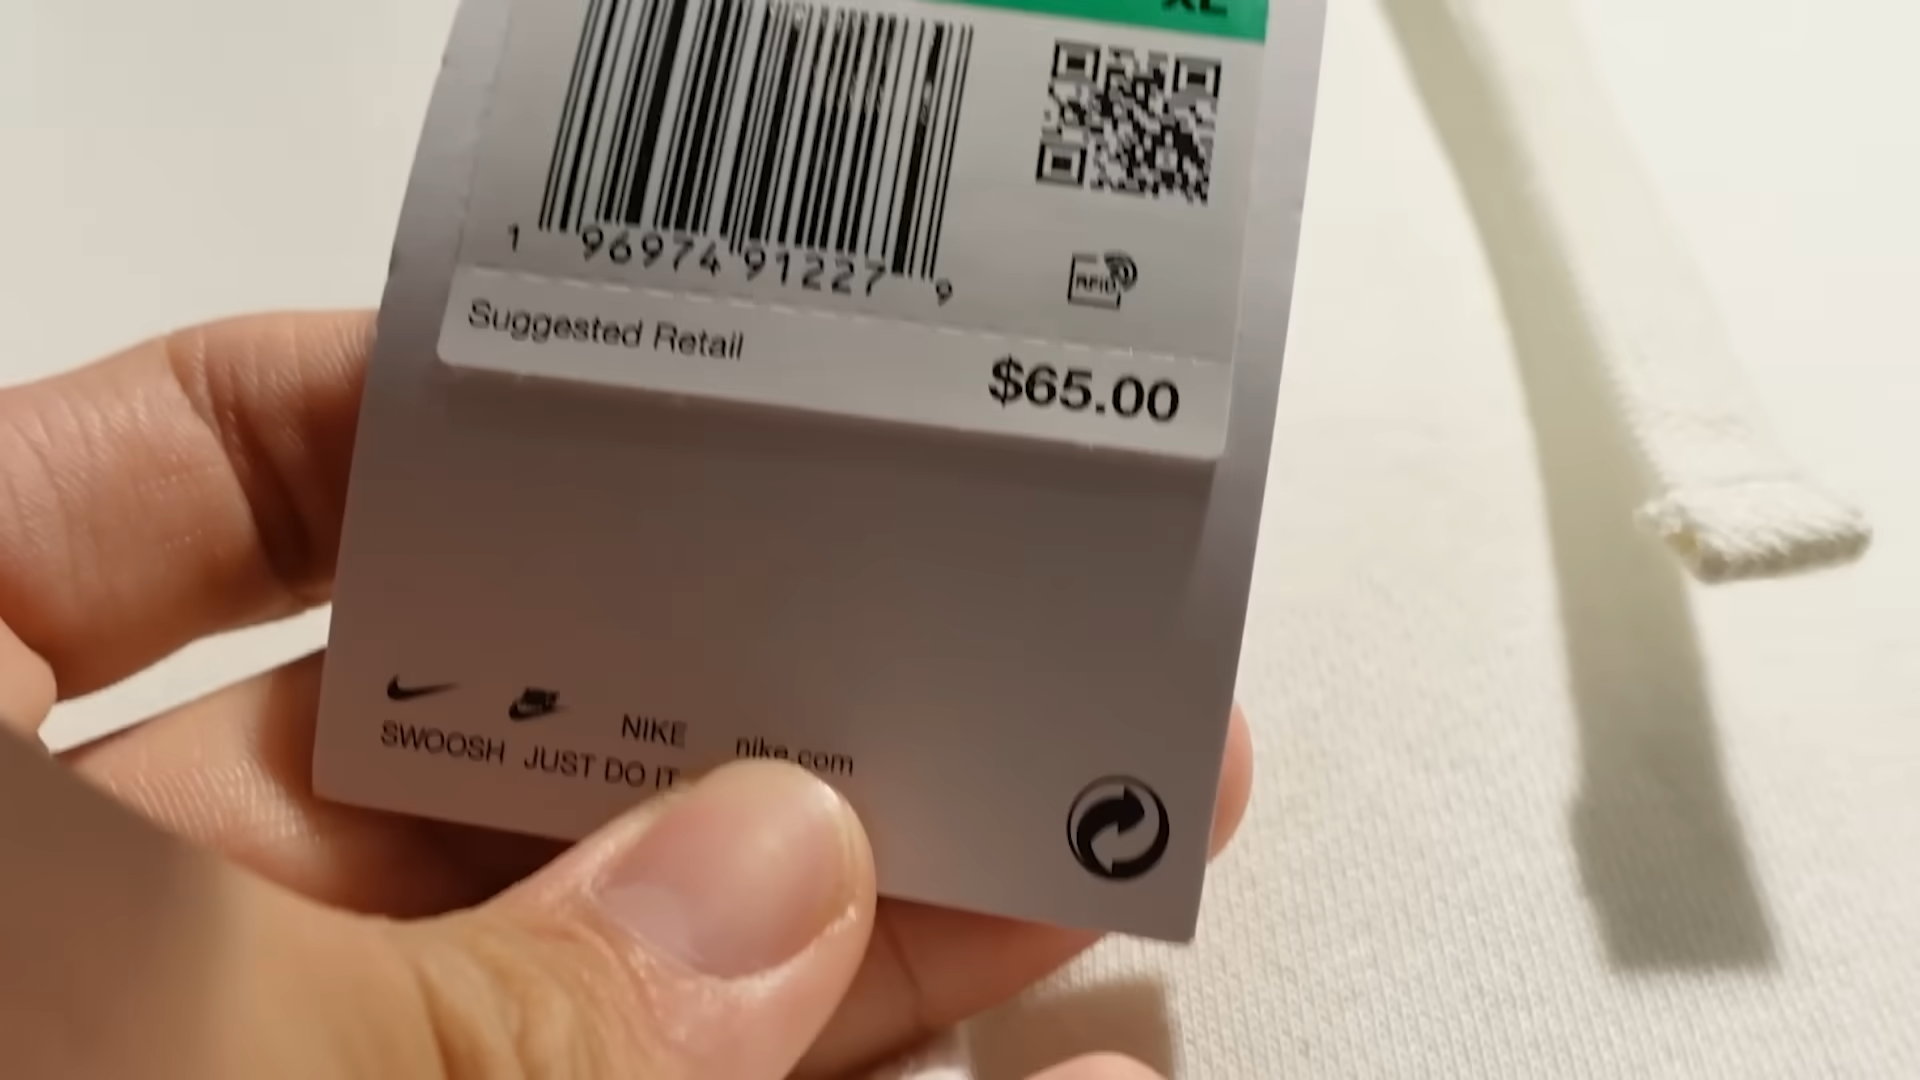 XL
1 96974 91227 9
RFID
Suggested Retail
$65.00
NIKE nike.com
SWOOSH JUST DO IT